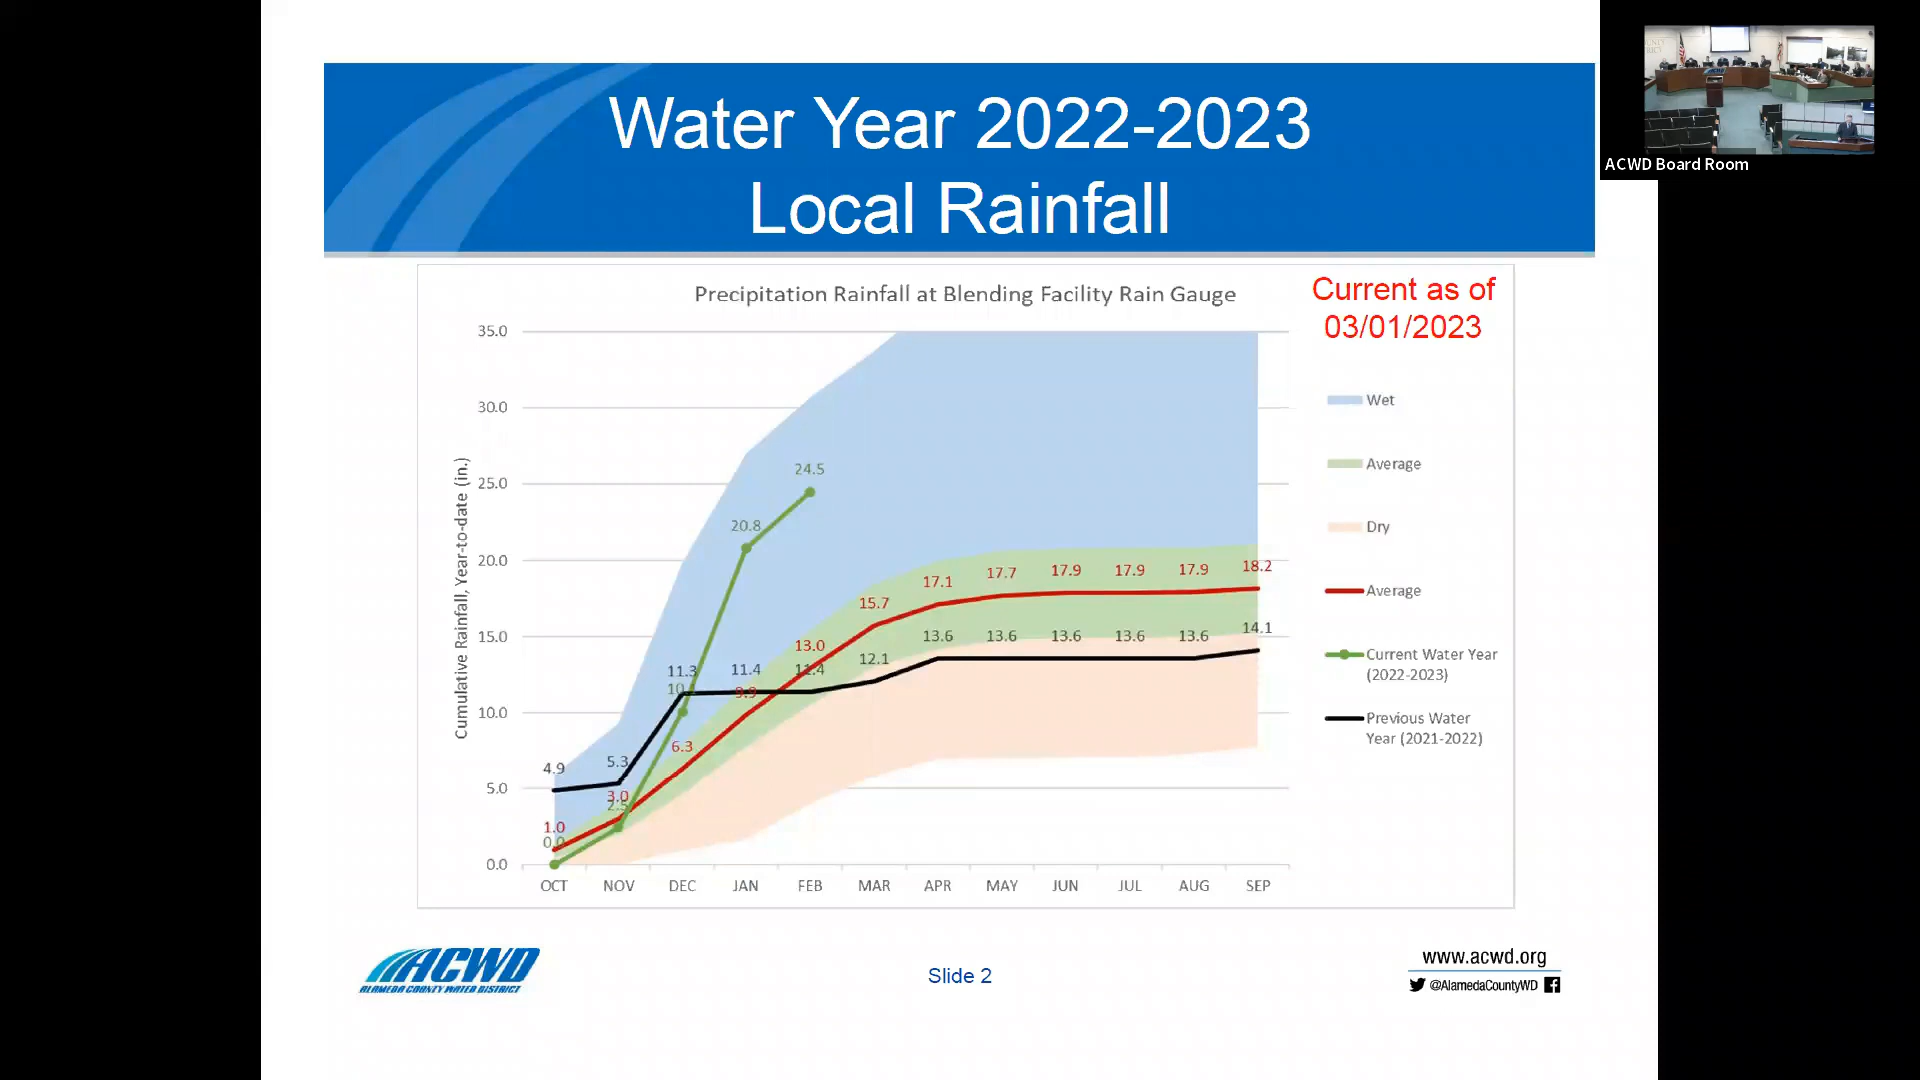 Water Year 2022-2023
Local Rainfall
ACWD Board Room
Precipitation Rainfall at Blending Facility Rain Gauge
Current as of
03/01/2023
Cumulative Rainfall, Year-to-date (in.)
35.0
30.0
25.0
20.0
15.0
10.0
5.0
0.0
24.5
20.8
17.1
17.7
17.9
17.9
17.9
18.2
15.7
13.0
14.1
13.6
13.6
13.6
13.6
13.6
12.1
11.3
11.4
11.4
9.9
6.3
4.9
5.3
3.0
2.5
1.0
OCT NOV DEC JAN FEB MAR APR MAY JUN JUL AUG SEP
Wet
Average
Dry
Average
Current Water Year
(2022-2023)
Previous Water
Year (2021-2022)
ACWD
ALAMEDA COUNTY WATER DISTRICT
Slide 2
www.acwd.org
@AlamedaCountyWD